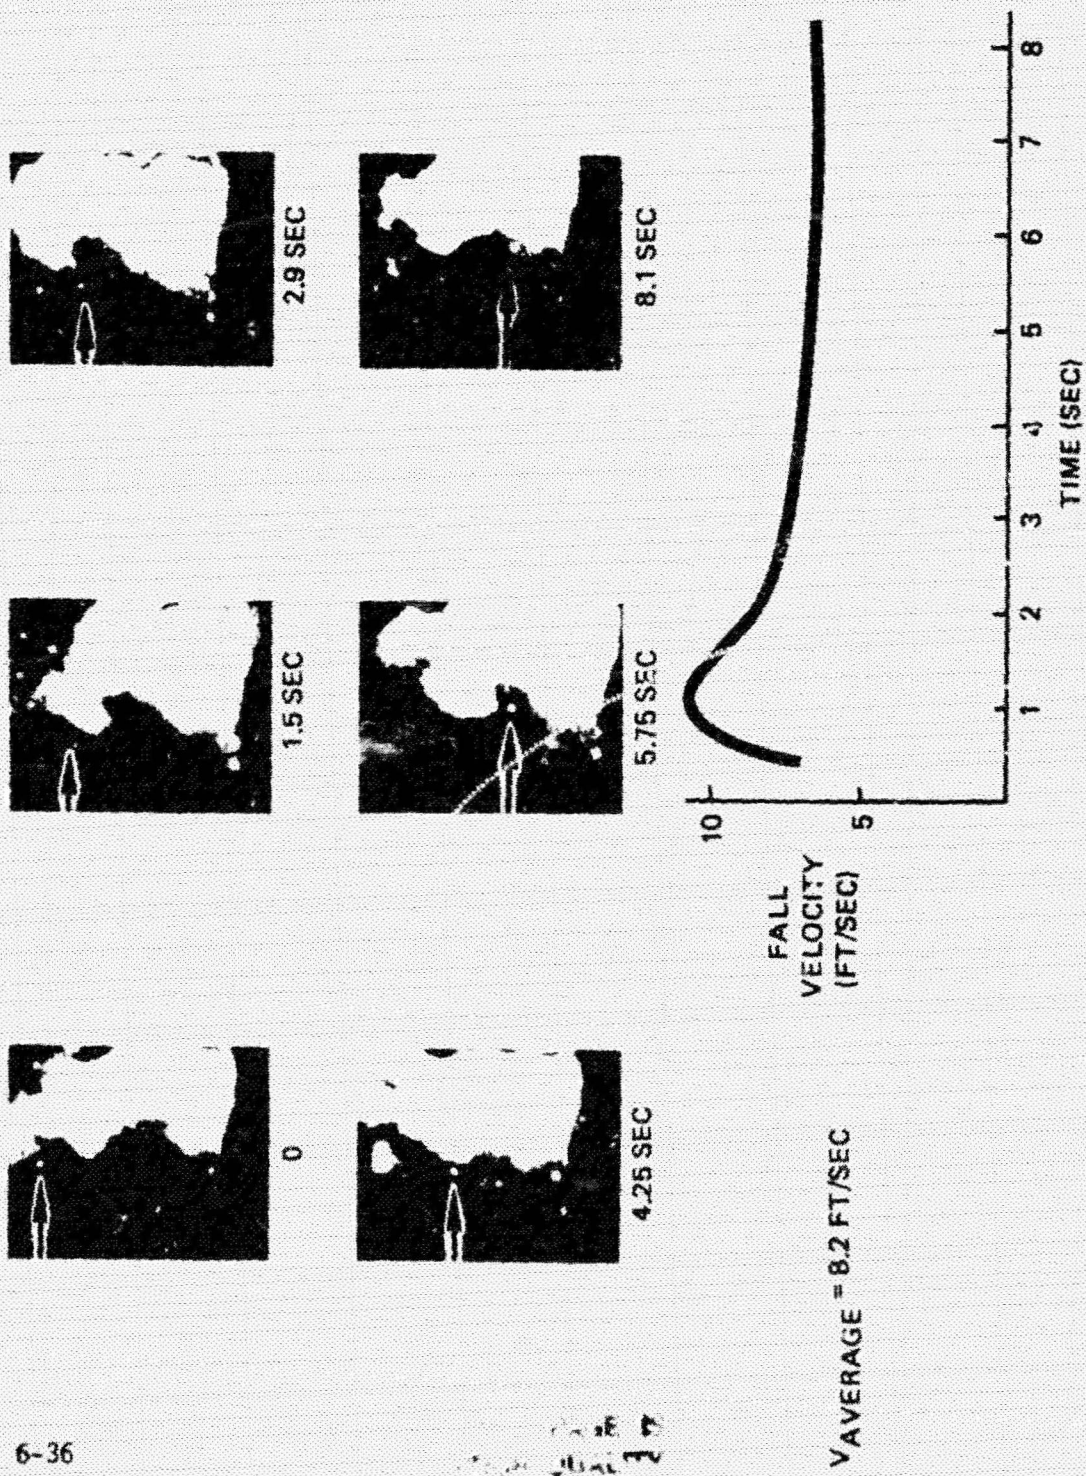 0
1.5 SEC
2.9 SEC
4.25 SEC
5.75 SEC
8.1 SEC
FALL
VELOCITY
(FT/SEC)
10
5
1
2
3
4
5
6
7
8
TIME (SEC)
VAVERAGE = 8.2 FT/SEC
6-36